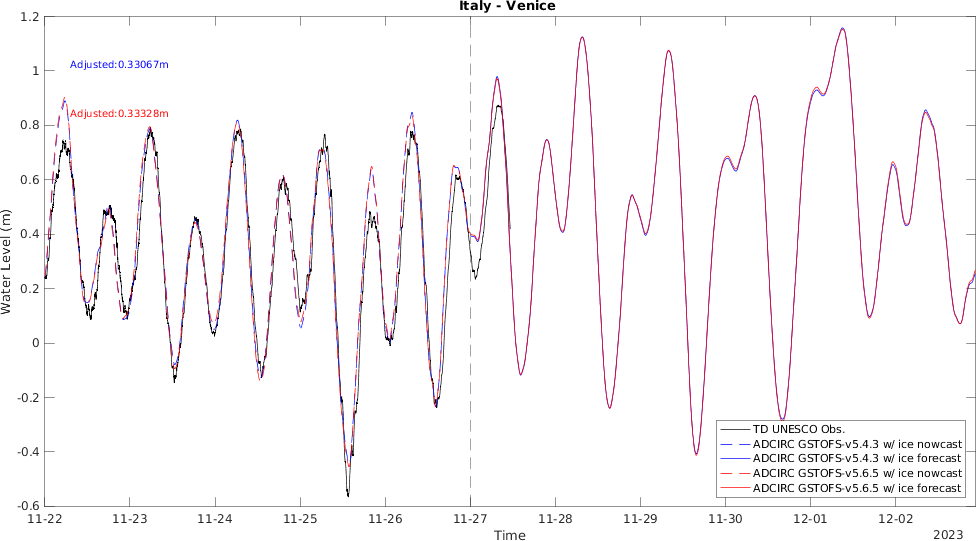 Italy - Venice
Adjusted:0.33067m
Adjusted:0.33328m
Water Level (m)
1.2
1
0.8
0.6
0.4
0.2
0
-0.2
-0.4
-0.6
TD UNESCO Obs.
ADCIRC GSTOFS-v5.4.3 w/ ice nowcast
ADCIRC GSTOFS-v5.4.3 w/ ice forecast
ADCIRC GSTOFS-v5.6.5 w/ ice nowcast
ADCIRC GSTOFS-v5.6.5 w/ ice forecast
11-22 11-23 11-24 11-25 11-26 11-27 11-28 11-29 11-30 12-01 12-02
Time
2023